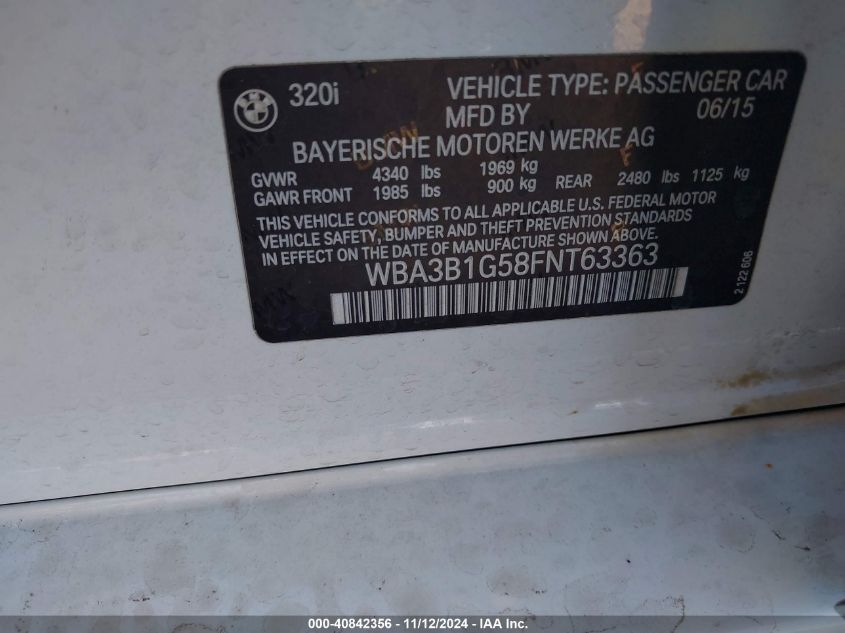 320i VEHICLE TYPE: PASSENGER CAR
MFD BY 06/15
BAYERISCHE MOTOREN WERKE AG
GVWR 4340 lbs 1969 kg
GAWR FRONT 1985 lbs 900 kg REAR 2480 lbs 1125 kg
THIS VEHICLE CONFORMS TO ALL APPLICABLE U.S. FEDERAL MOTOR
VEHICLE SAFETY, BUMPER AND THEFT PREVENTION STANDARDS
IN EFFECT ON THE DATE OF MANUFACTURE SHOWN ABOVE.
WBA3B1G58FNT63363
2.122 606
000-40842356 - 11/12/2024 - IAA Inc.